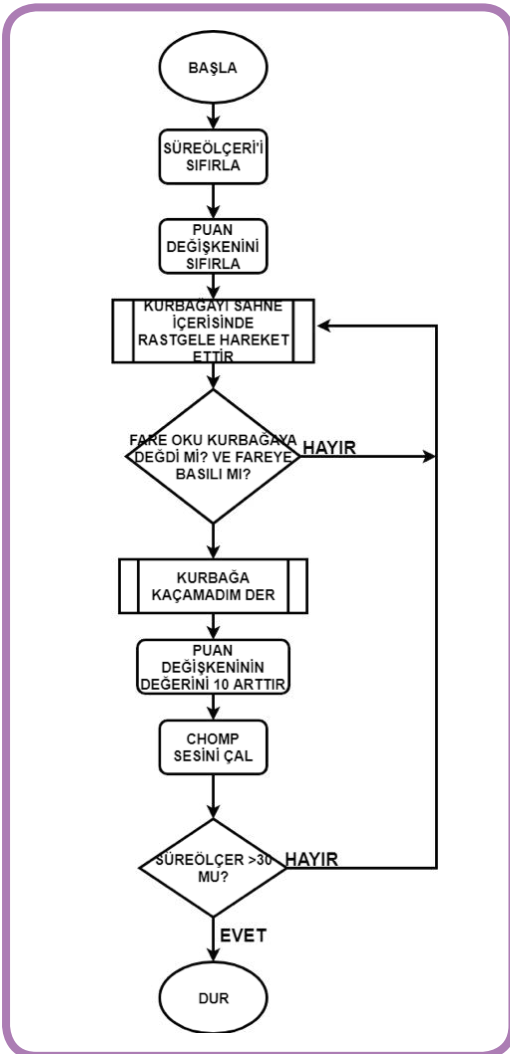 BAŞLA
SÜREÖLÇERİ'İ
SIFIRLA
PUAN
DEĞİŞKENİNİ
SIFIRLA
KURBAĞAYI SAHNE
İÇERİSİNDE
RASTGELE HAREKET
ETTİR
FARE OKU KURBAĞAYA
DEĞDİ Mİ? VE FAREYE
BASILI MI?
HAYIR
KURBAĞA
KAÇAMADIM DER
PUAN
DEĞİŞKENİNİN
DEĞERİNİ 10 ARTTIR
CHOMP
SESİNİ ÇAL
SÜREÖLÇER >30
MU?
HAYIR
EVET
DUR